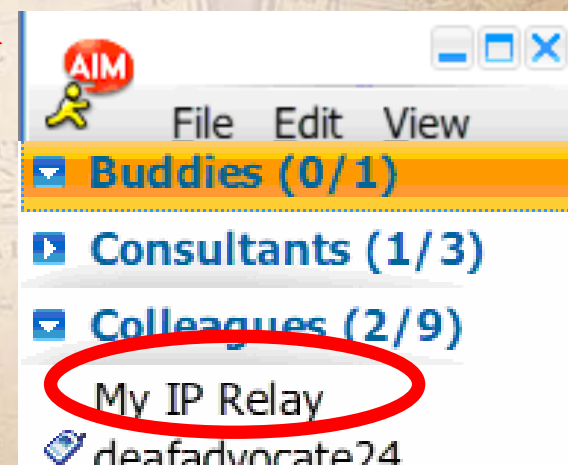 AIM
File Edit View
Buddies (0/1)
Consultants (1/3)
Colleagues (2/9)
My IP Relay
deafadvocate24